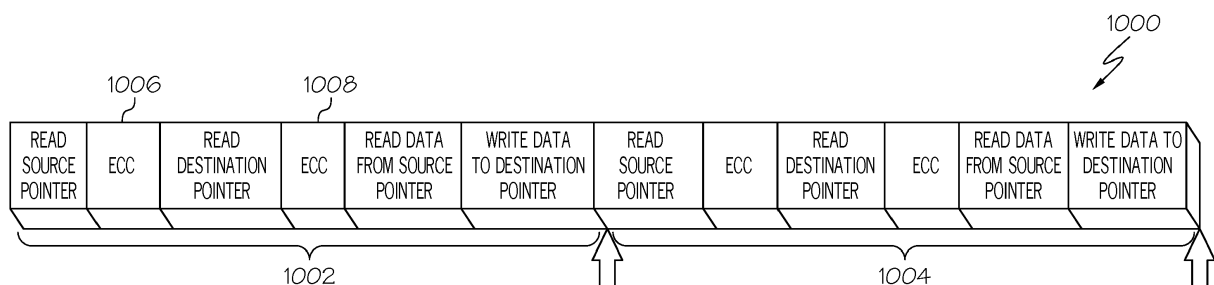 1000
1006
1008
READ
SOURCE
POINTER
ECC
READ
DESTINATION
POINTER
ECC
READ DATA
FROM SOURCE
POINTER
WRITE DATA
TO DESTINATION
POINTER
READ
SOURCE
POINTER
ECC
READ
DESTINATION
POINTER
ECC
READ DATA
FROM SOURCE
POINTER
WRITE DATA TO
DESTINATION
POINTER
1002
1004